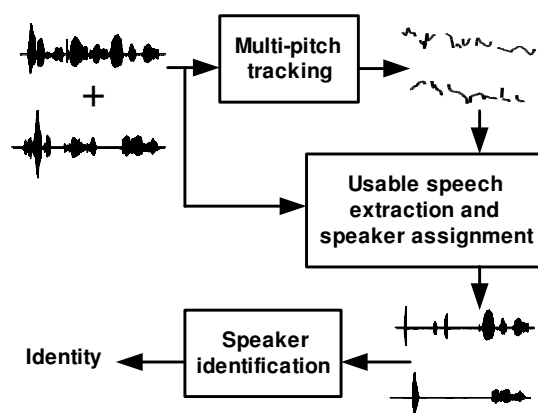 Multi-pitch
tracking
+
Usable speech
extraction and
speaker assignment
Speaker
identification
Identity